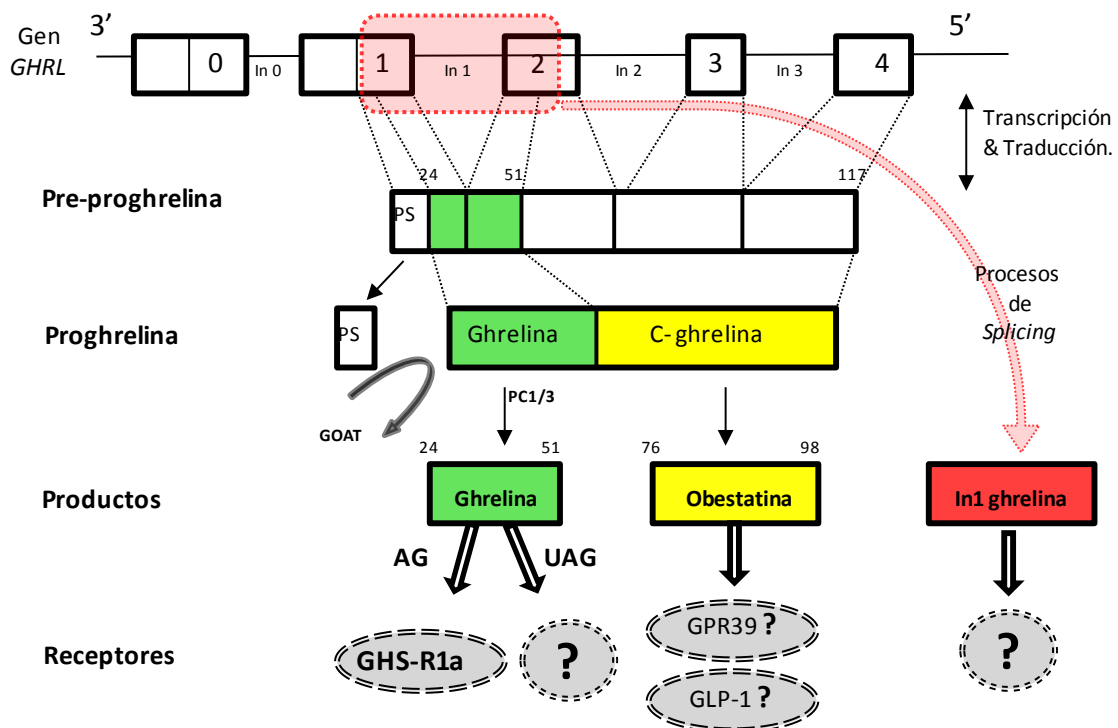 Gen
GHRL
3’
5’
0
In 0
1
In 1
2
In 2
3
In 3
4
Transcripción
& Traducción.
Pre-proghrelina
PS
24
51
117
Procesos
de
Splicing
Proghrelina
PS
Ghrelina
C- ghrelina
GOAT
PC1/3
24
51
76
98
Productos
Ghrelina
Obestatina
In1 ghrelina
AG
UAG
Receptores
GHS-R1a
?
GPR39 ?
GLP-1 ?
?